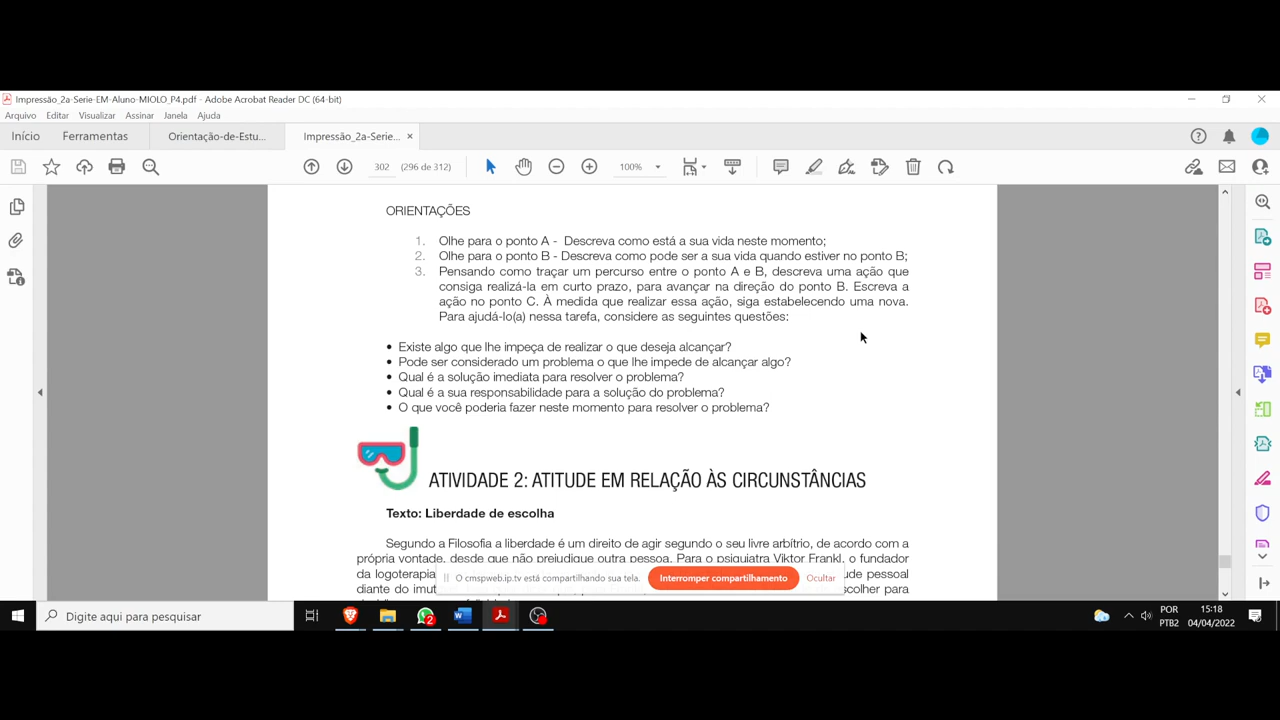 Impressão_2a-Serie-EM-Aluno-MIOLO_P4.pdf - Adobe Acrobat Reader DC (64-bit)
Arquivo Editar Visualizar Assinar Janela Ajuda
Início Ferramentas Orientação-de-Estu... Impressão_2a-Serie... ×
302 (296 de 312) 100%
ORIENTAÇÕES
1. Olhe para o ponto A - Descreva como está a sua vida neste momento;
2. Olhe para o ponto B - Descreva como pode ser a sua vida quando estiver no ponto B;
3. Pensando como traçar um percurso entre o ponto A e B, descreva uma ação que
consiga realizá-la em curto prazo, para avançar na direção do ponto B. Escreva a
ação no ponto C. À medida que realizar essa ação, siga estabelecendo uma nova.
Para ajudá-lo(a) nessa tarefa, considere as seguintes questões:
• Existe algo que lhe impeça de realizar o que deseja alcançar?
• Pode ser considerado um problema o que lhe impede de alcançar algo?
• Qual é a solução imediata para resolver o problema?
• Qual é a sua responsabilidade para a solução do problema?
• O que você poderia fazer neste momento para resolver o problema?
ATIVIDADE 2: ATITUDE EM RELAÇÃO ÀS CIRCUNSTÂNCIAS
Texto: Liberdade de escolha
Segundo a Filosofia a liberdade é um direito de agir segundo o seu livre arbítrio, de acordo com a
própria vontade, desde que não prejudique outra pessoa. Para o psiquiatra Viktor Frankl, o fundador
da logoterapia ude pessoal
diante do imut scolher para
O cmspweb.ip.tv está compartilhando sua tela. Interromper compartilhamento Ocultar
Digite aqui para pesquisar
2
POR
PTB2
15:18
04/04/2022